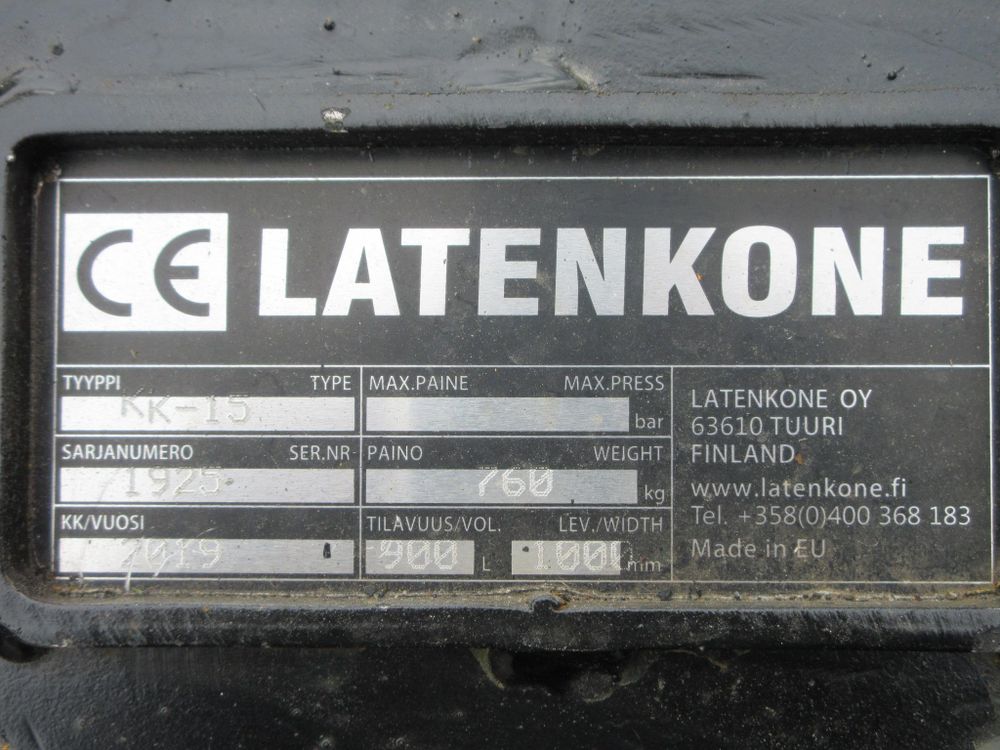 CE LATENKONE
TYYPPI TYPE
KK-15
MAX.PAINE MAX.PRESS
bar
SARJANUMERO SER.NR
1925
PAINO WEIGHT
760 kg
KK/VUOSI
2019
TILAVUUS/VOL. LEV./WIDTH
900 L 1000 mm
LATENKONE OY
63610 TUURI
FINLAND
www.latenkone.fi
Tel. +358(0)400 368 183
Made in EU